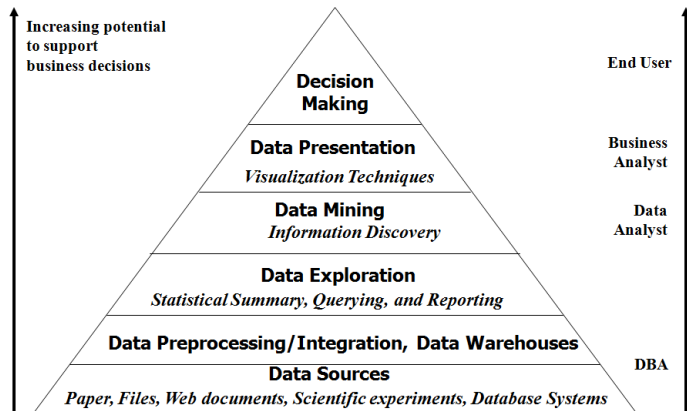 Increasing potential
to support
business decisions
End User
Decision
Making
Data Presentation
Visualization Techniques
Business
Analyst
Data Mining
Information Discovery
Data
Analyst
Data Exploration
Statistical Summary, Querying, and Reporting
Data Preprocessing/Integration, Data Warehouses
Data Sources
Paper, Files, Web documents, Scientific experiments, Database Systems
DBA